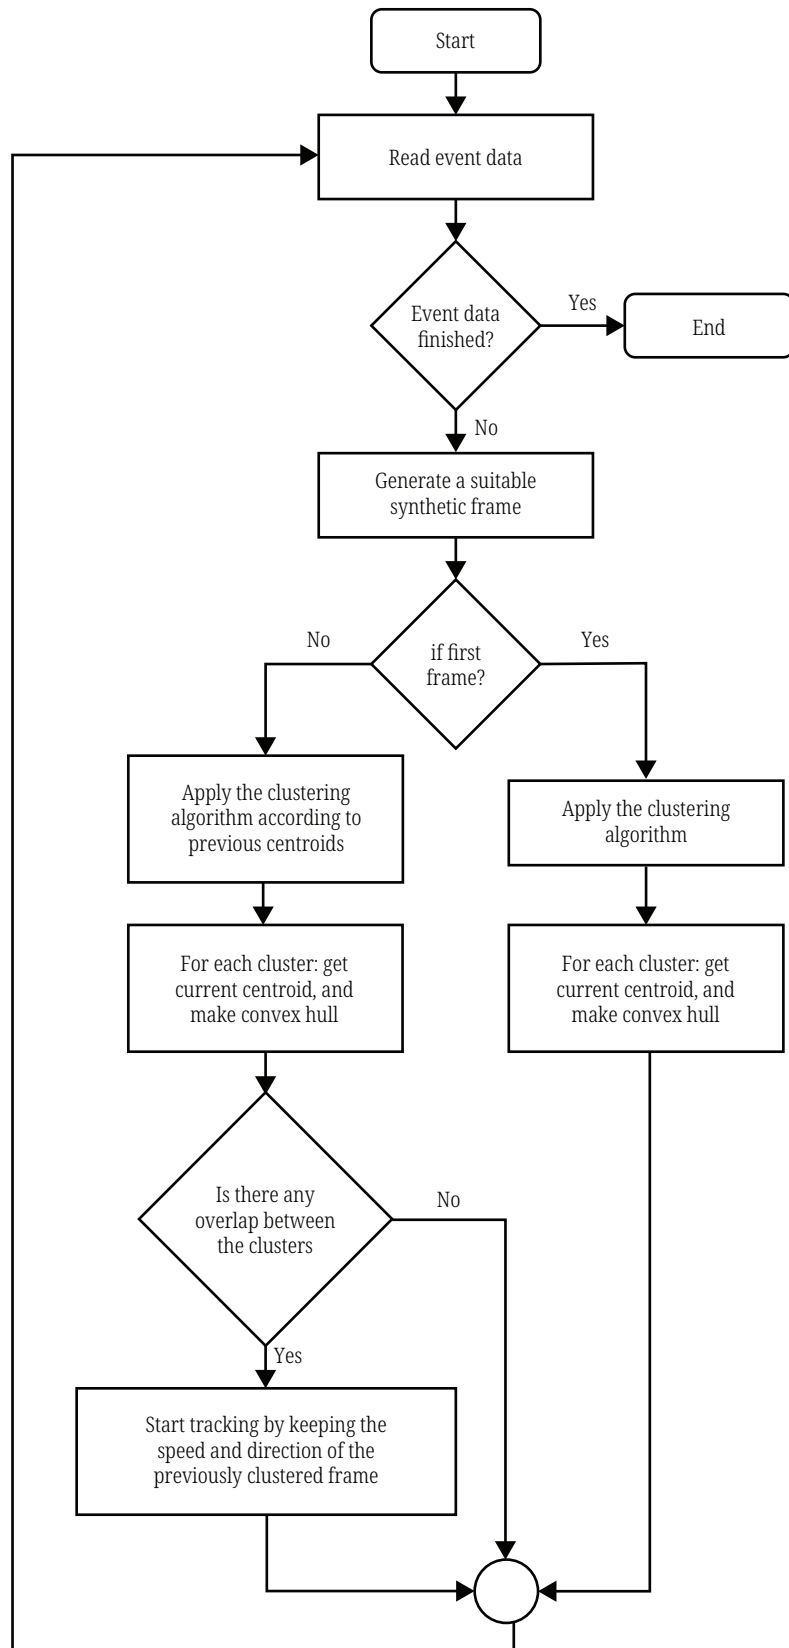 Start
Read event data
Event data
finished?
Yes
End
No
Generate a suitable
synthetic frame
if first
frame?
No
Yes
Apply the clustering
algorithm according to
previous centroids
Apply the clustering
algorithm
For each cluster: get
current centroid, and
make convex hull
For each cluster: get
current centroid, and
make convex hull
Is there any
overlap between
the clusters
No
Yes
Start tracking by keeping the
speed and direction of the
previously clustered frame